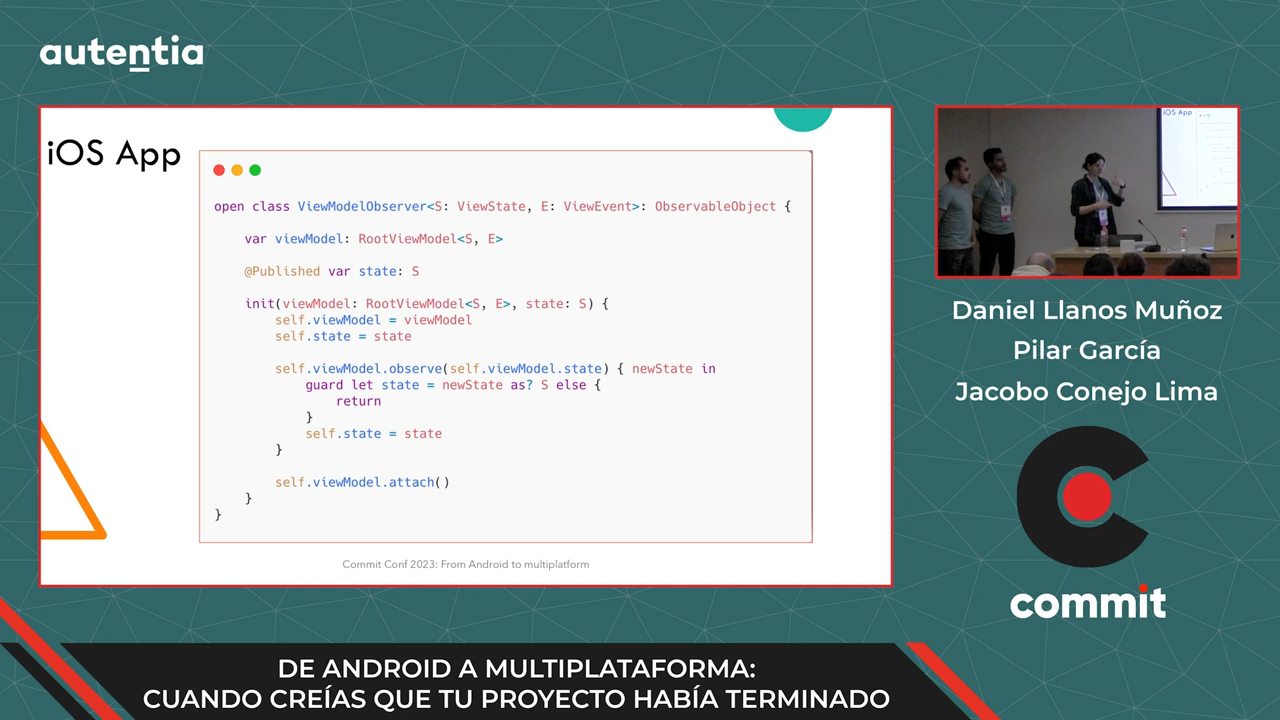 autentia
iOS App
open class ViewModelObserver<S: ViewState, E: ViewEvent>: ObservableObject {
var viewModel: RootViewModel<S, E>
@Published var state: S
init(viewModel: RootViewModel<S, E>, state: S) {
self.viewModel = viewModel
self.state = state
self.viewModel.observe(self.viewModel.state) { newState in
guard let state = newState as? S else {
return
}
self.state = state
}
self.viewModel.attach()
}
}
Commit Conf 2023: From Android to multiplatform
iOS App
Daniel Llanos Muñoz
Pilar García
Jacobo Conejo Lima
commit
DE ANDROID A MULTIPLATAFORMA:
CUANDO CREÍAS QUE TU PROYECTO HABÍA TERMINADO